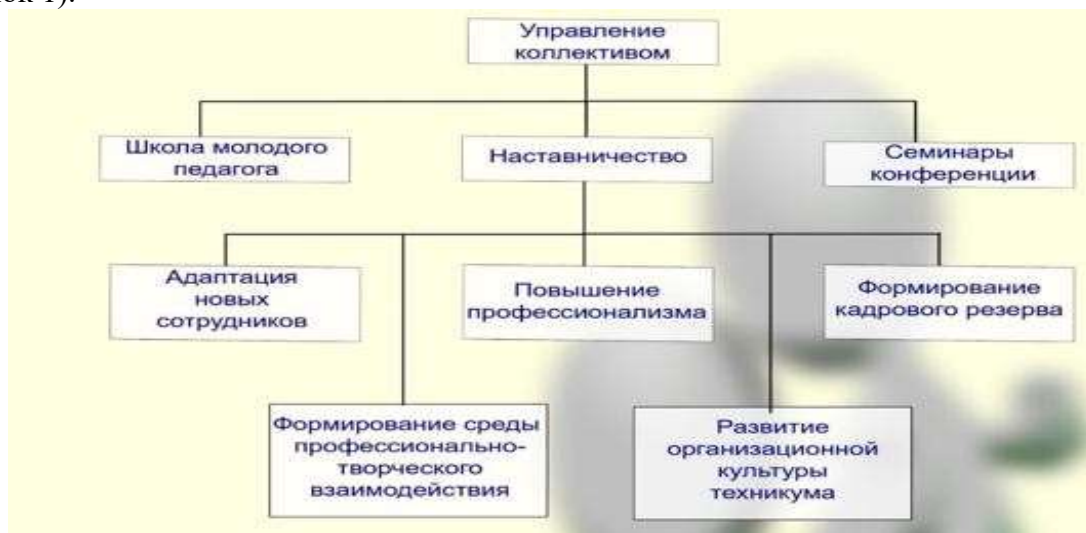 Управление
коллективом
Школа молодого
педагога
Наставничество
Семинары
конференции
Адаптация
новых
сотрудников
Повышение
профессионализма
Формирование
кадрового резерва
Формирование среды
профессионально-
творческого
взаимодействия
Развитие
организационной
культуры
техникума